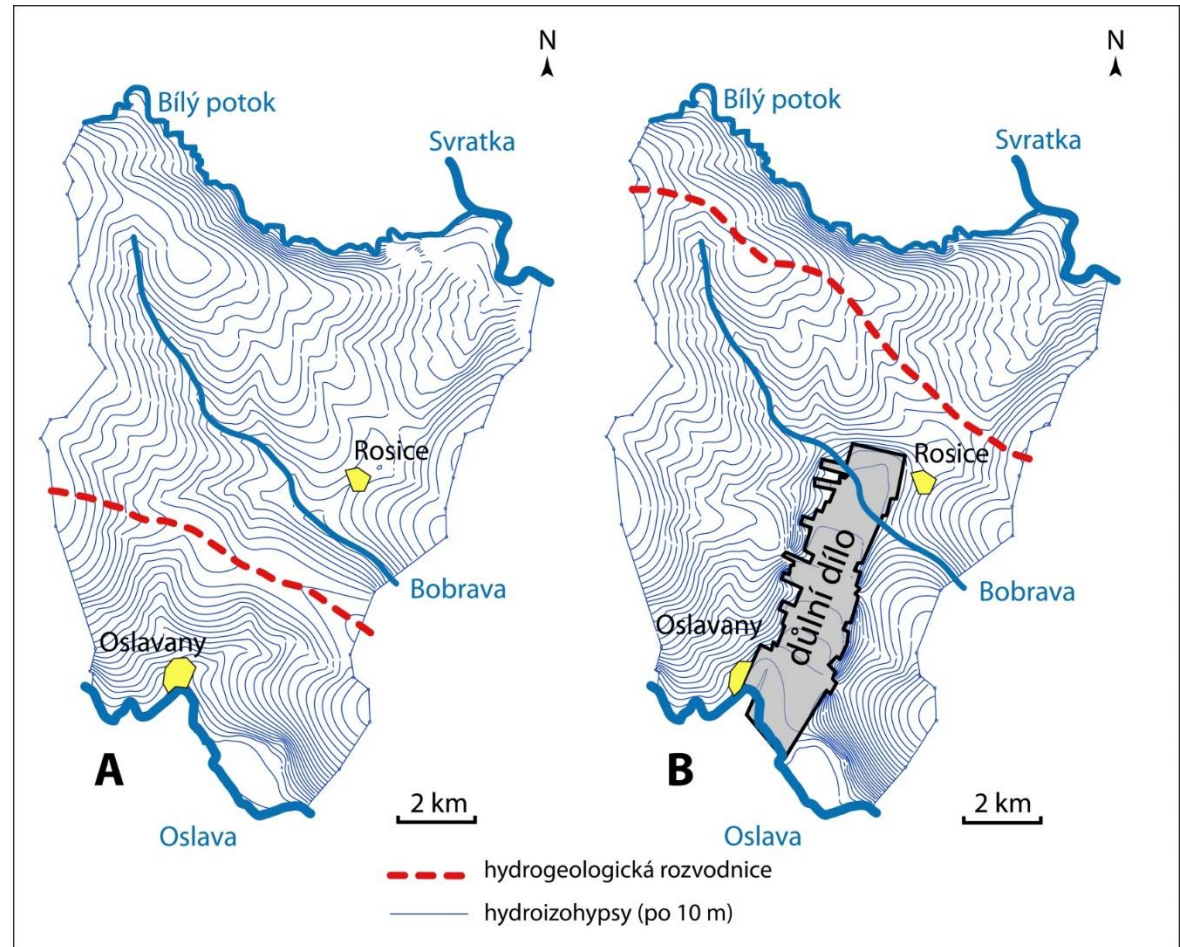 N
Bílý potok
Svratka
Rosice
Bobrava
Oslavany
A
2 km
Oslava
N
Bílý potok
Svratka
Rosice
důlní dílo
Bobrava
Oslavany
B
2 km
Oslava
hydrogeologická rozvodnice
hydroizohypsy (po 10 m)